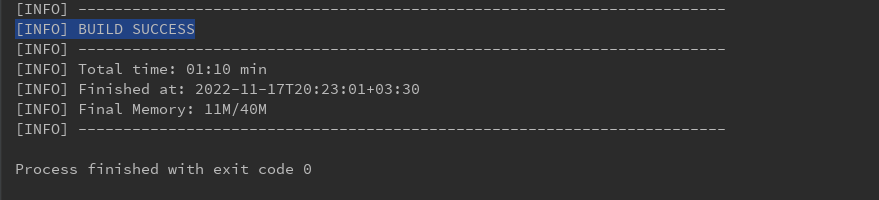 [INFO] ------------------------------------------------------------------------
[INFO] BUILD SUCCESS
[INFO] ------------------------------------------------------------------------
[INFO] Total time: 01:10 min
[INFO] Finished at: 2022-11-17T20:23:01+03:30
[INFO] Final Memory: 11M/40M
[INFO] ------------------------------------------------------------------------
Process finished with exit code 0